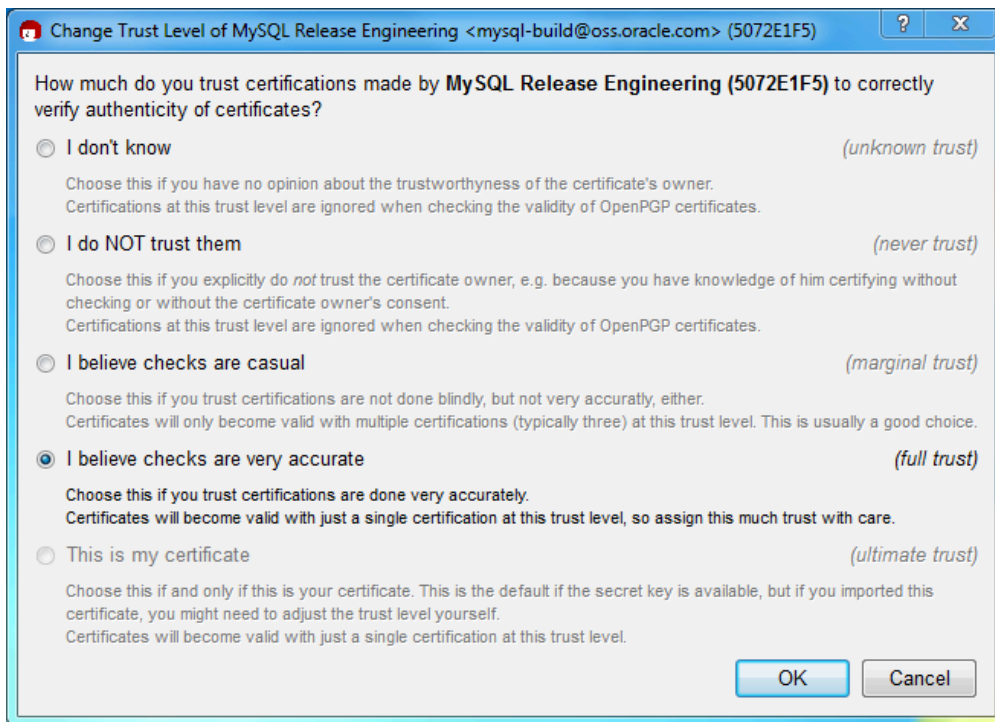 Change Trust Level of MySQL Release Engineering <mysql-build@oss.oracle.com> (5072E1F5)
How much do you trust certifications made by MySQL Release Engineering (5072E1F5) to correctly
verify authenticity of certificates?
I don't know (unknown trust)
Choose this if you have no opinion about the trustworthyness of the certificate's owner.
Certifications at this trust level are ignored when checking the validity of OpenPGP certificates.
I do NOT trust them (never trust)
Choose this if you explicitly do not trust the certificate owner, e.g. because you have knowledge of him certifying without
checking or without the certificate owner's consent.
Certifications at this trust level are ignored when checking the validity of OpenPGP certificates.
I believe checks are casual (marginal trust)
Choose this if you trust certifications are not done blindly, but not very accuratly, either.
Certificates will only become valid with multiple certifications (typically three) at this trust level. This is usually a good choice.
I believe checks are very accurate (full trust)
Choose this if you trust certifications are done very accurately.
Certificates will become valid with just a single certification at this trust level, so assign this much trust with care.
This is my certificate (ultimate trust)
Choose this if and only if this is your certificate. This is the default if the secret key is available, but if you imported this
certificate, you might need to adjust the trust level yourself.
Certificates will become valid with just a single certification at this trust level.
OK Cancel